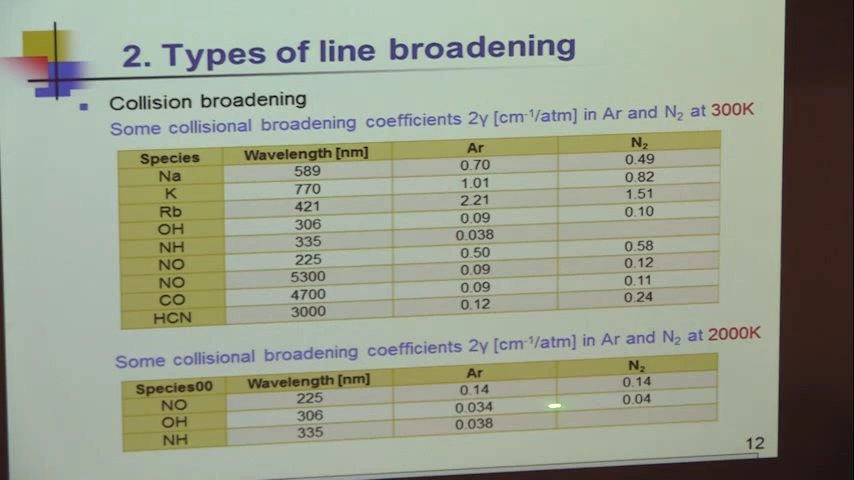 2. Types of line broadening
Collision broadening
Some collisional broadening coefficients 2γ [cm⁻¹/atm] in Ar and N₂ at 300K
Species Wavelength [nm] Ar N₂
Na 589 0.70 0.49
K 770 1.01 0.82
Rb 421 2.21 1.51
OH 306 0.09 0.10
NH 335 0.038
NO 225 0.50 0.58
NO 5300 0.09 0.12
CO 4700 0.09 0.11
HCN 3000 0.12 0.24
Some collisional broadening coefficients 2γ [cm⁻¹/atm] in Ar and N₂ at 2000K
Species00 Wavelength [nm] Ar N₂
NO 225 0.14 0.14
OH 306 0.034 0.04
NH 335 0.038
12